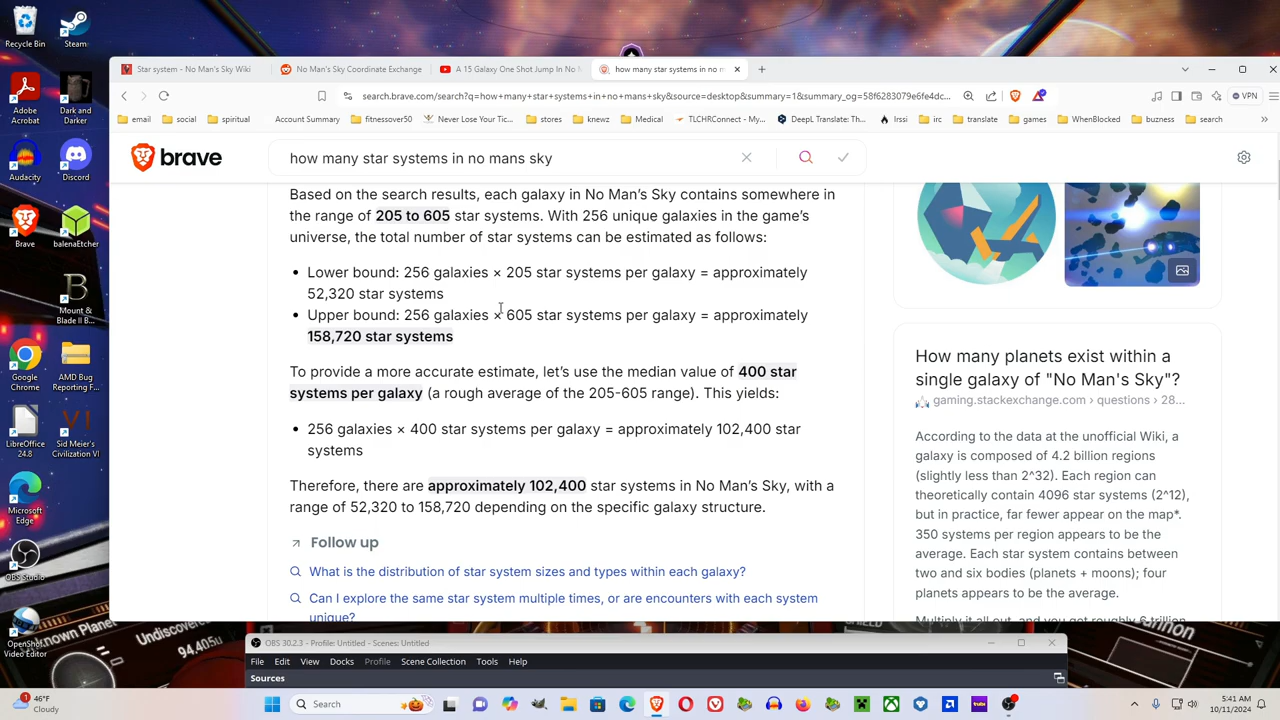 Recycle Bin
Steam
Adobe Acrobat
Dark and Darker
Audacity
Discord
Brave
balenaEtcher
Mount & Blade II B...
Google Chrome
AMD Bug Reporting F...
LibreOffice 24.8
Sid Meier's Civilization VI
Microsoft Edge
OBS Studio
OpenShot Video Editor
Star system - No Man's Sky Wiki
No Man's Sky Coordinate Exchange
A 15 Galaxy One Shot Jump In No M
how many star systems in no m
search.brave.com/search?q=how+many+star+systems+in+no+mans+sky&source=desktop&summary=1&summary_og=58f6283079e6fe4dc...
VPN
email
social
spiritual
Account Summary
fitnessover50
Never Lose Your Tic...
stores
knewz
Medical
TLCHRConnect - My...
DeepL Translate: Th...
Irssi
irc
translate
games
WhenBlocked
buzness
search
brave
how many star systems in no mans sky
Based on the search results, each galaxy in No Man's Sky contains somewhere in
the range of 205 to 605 star systems. With 256 unique galaxies in the game's
universe, the total number of star systems can be estimated as follows:
• Lower bound: 256 galaxies × 205 star systems per galaxy = approximately
52,320 star systems
• Upper bound: 256 galaxies × 605 star systems per galaxy = approximately
158,720 star systems
To provide a more accurate estimate, let's use the median value of 400 star
systems per galaxy (a rough average of the 205-605 range). This yields:
• 256 galaxies × 400 star systems per galaxy = approximately 102,400 star
systems
Therefore, there are approximately 102,400 star systems in No Man's Sky, with a
range of 52,320 to 158,720 depending on the specific galaxy structure.
Follow up
What is the distribution of star system sizes and types within each galaxy?
Can I explore the same star system multiple times, or are encounters with each system
unique?
How many planets exist within a
single galaxy of "No Man's Sky"?
gaming.stackexchange.com › questions › 28...
According to the data at the unofficial Wiki, a
galaxy is composed of 4.2 billion regions
(slightly less than 2^32). Each region can
theoretically contain 4096 star systems (2^12),
but in practice, far fewer appear on the map*.
350 systems per region appears to be the
average. Each star system contains between
two and six bodies (planets + moons); four
planets appears to be the average.
Multiply it all out, and you get roughly 6 trillion
Undiscovered
94.405u
OBS 30.2.3 - Profile: Untitled - Scenes: Untitled
File Edit View Docks Profile Scene Collection Tools Help
Sources
46°F
Cloudy
Search
5:41 AM
10/11/2024